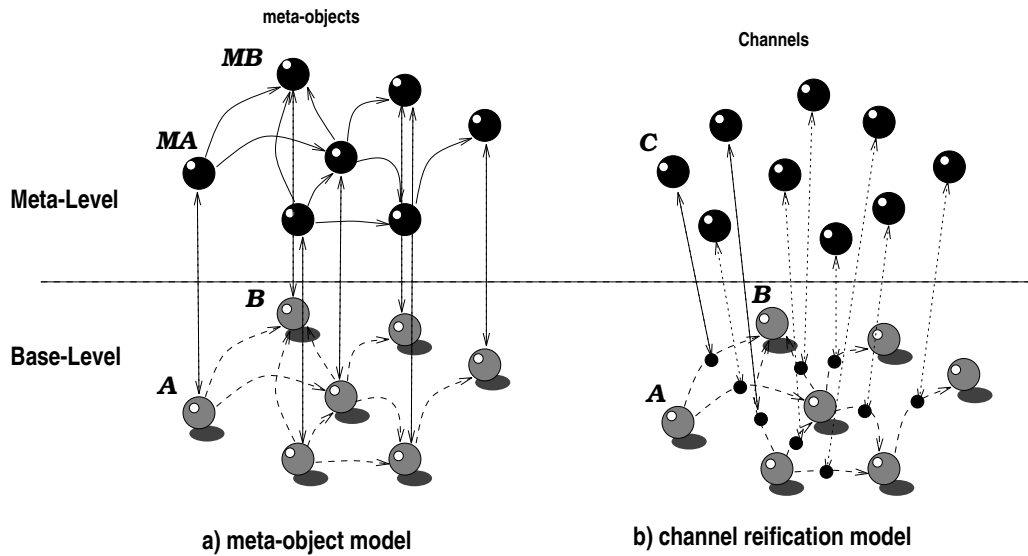 meta-objects
Channels
MB
MA
C
Meta-Level
B
B
Base-Level
A
A
a) meta-object model
b) channel reification model